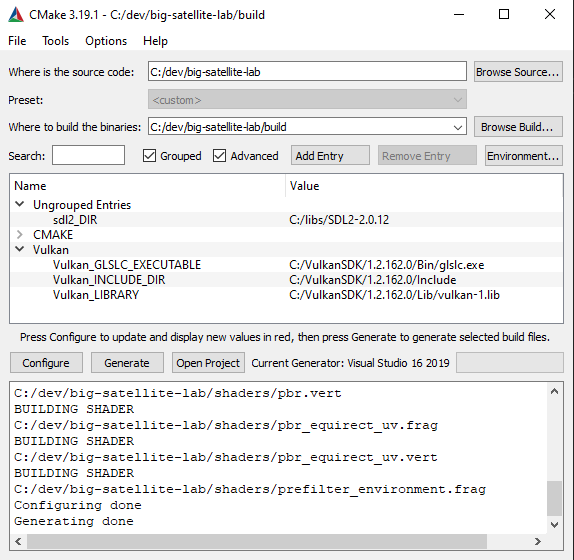 CMake 3.19.1 - C:/dev/big-satellite-lab/build
File Tools Options Help
Where is the source code: C:/dev/big-satellite-lab Browse Source...
Preset: <custom>
Where to build the binaries: C:/dev/big-satellite-lab/build Browse Build...
Search: Grouped Advanced Add Entry Remove Entry Environment...
Name Value
Ungrouped Entries
sdl2_DIR C:/libs/SDL2-2.0.12
CMAKE
Vulkan
Vulkan_GLSLC_EXECUTABLE C:/VulkanSDK/1.2.162.0/Bin/glslc.exe
Vulkan_INCLUDE_DIR C:/VulkanSDK/1.2.162.0/Include
Vulkan_LIBRARY C:/VulkanSDK/1.2.162.0/Lib/vulkan-1.lib
Press Configure to update and display new values in red, then press Generate to generate selected build files.
Configure Generate Open Project Current Generator: Visual Studio 16 2019
C:/dev/big-satellite-lab/shaders/pbr.vert
BUILDING SHADER
C:/dev/big-satellite-lab/shaders/pbr_equirect_uv.frag
BUILDING SHADER
C:/dev/big-satellite-lab/shaders/pbr_equirect_uv.vert
BUILDING SHADER
C:/dev/big-satellite-lab/shaders/prefilter_environment.frag
Configuring done
Generating done